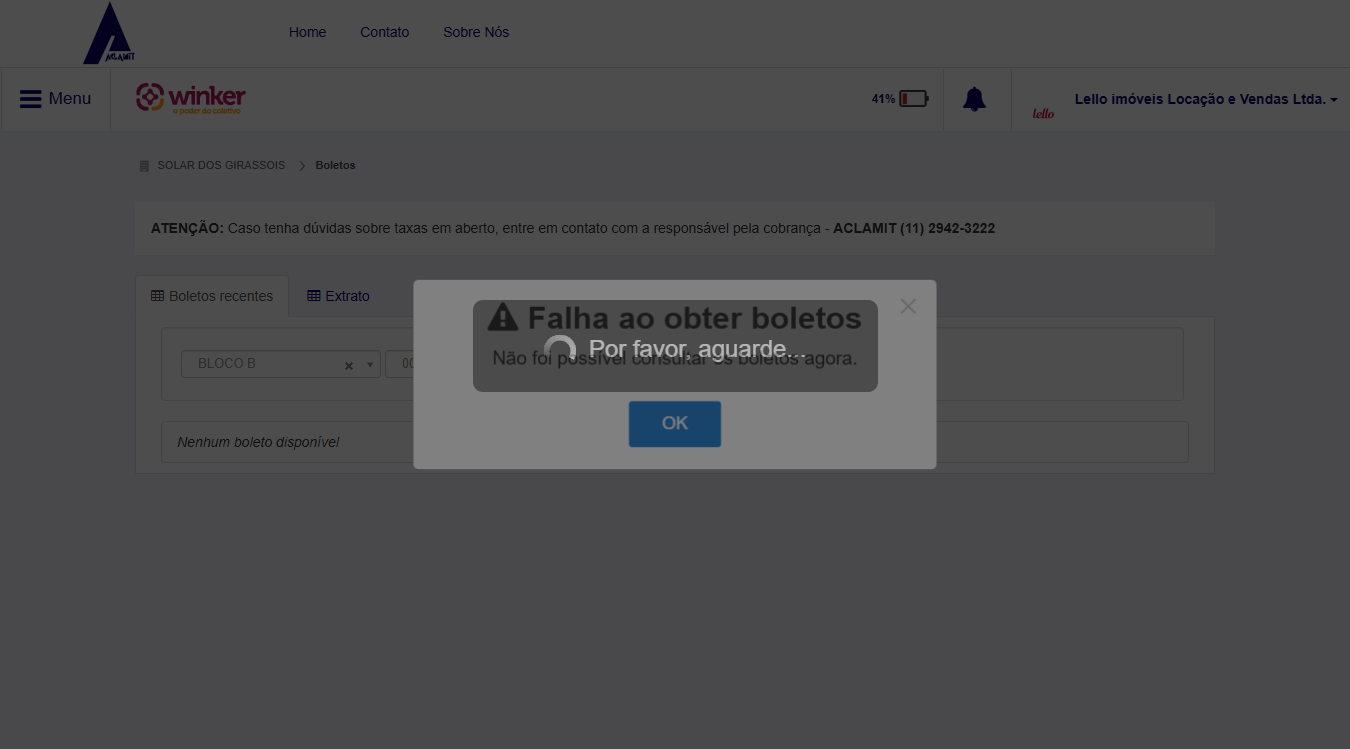 Home Contato Sobre Nós
ACLAMIT
Menu winker 41% Lello imóveis Locação e Vendas Ltda.
o poder do coletivo
lello
SOLAR DOS GIRASSOIS > Boletos
ATENÇÃO: Caso tenha dúvidas sobre taxas em aberto, entre em contato com a responsável pela cobrança - ACLAMIT (11) 2942-3222
Boletos recentes Extrato
Falha ao obter boletos ×
Por favor, aguarde...
Não foi possível consultar os boletos agora.
BLOCO B × 00
OK
Nenhum boleto disponível